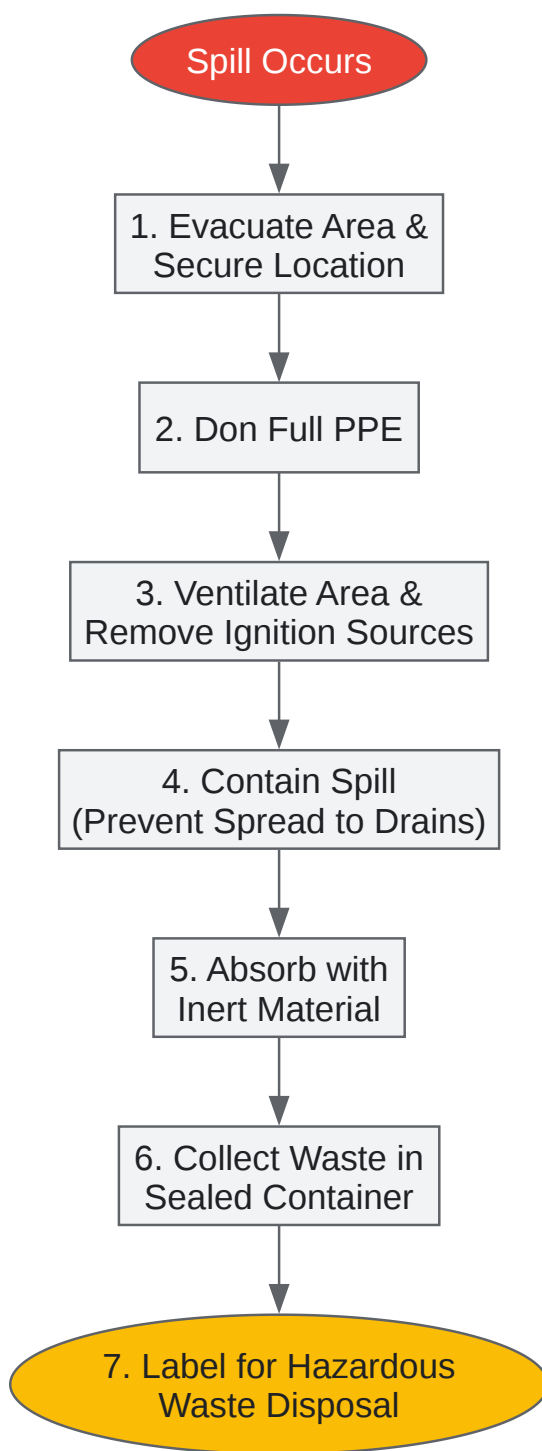 Spill Occurs
1. Evacuate Area &
Secure Location
2. Don Full PPE
3. Ventilate Area &
Remove Ignition Sources
4. Contain Spill
(Prevent Spread to Drains)
5. Absorb with
Inert Material
6. Collect Waste in
Sealed Container
7. Label for Hazardous
Waste Disposal